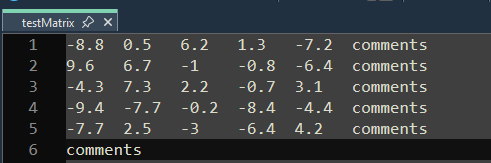 testMatrix
1 -8.8 0.5 6.2 1.3 -7.2 comments
2 9.6 6.7 -1 -0.8 -6.4 comments
3 -4.3 7.3 2.2 -0.7 3.1 comments
4 -9.4 -7.7 -0.2 -8.4 -4.4 comments
5 -7.7 2.5 -3 -6.4 4.2 comments
6 comments